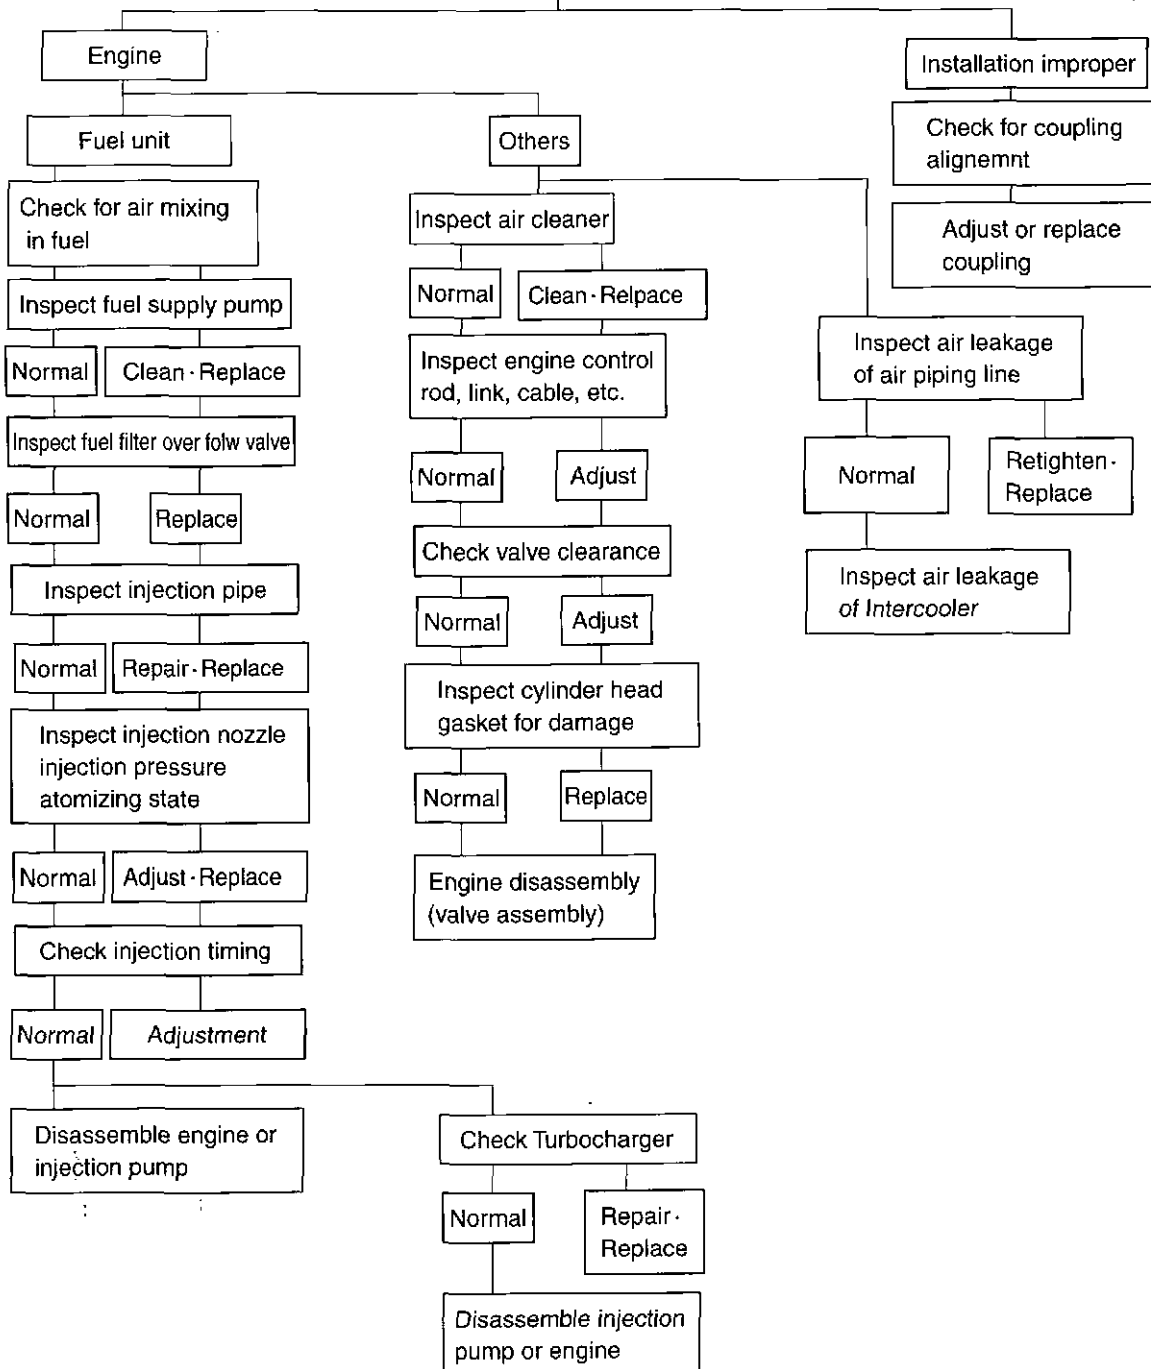 Engine
Fuel unit
Check for air mixing
in fuel
Inspect fuel supply pump
Normal
Clean · Replace
Inspect fuel filter over folw valve
Normal
Replace
Inspect injection pipe
Normal
Repair · Replace
Inspect injection nozzle
injection pressure
atomizing state
Normal
Adjust · Replace
Check injection timing
Normal
Adjustment
Disassemble engine or
injection pump
Check Turbocharger
Normal
Repair ·
Replace
Disassemble injection
pump or engine
Others
Inspect air cleaner
Normal
Clean · Relpace
Inspect engine control
rod, link, cable, etc.
Normal
Adjust
Check valve clearance
Normal
Adjust
Inspect cylinder head
gasket for damage
Normal
Replace
Engine disassembly
(valve assembly)
Inspect air leakage
of air piping line
Normal
Retighten ·
Replace
Inspect air leakage
of Intercooler
Installation improper
Check for coupling
alignemnt
Adjust or replace
coupling